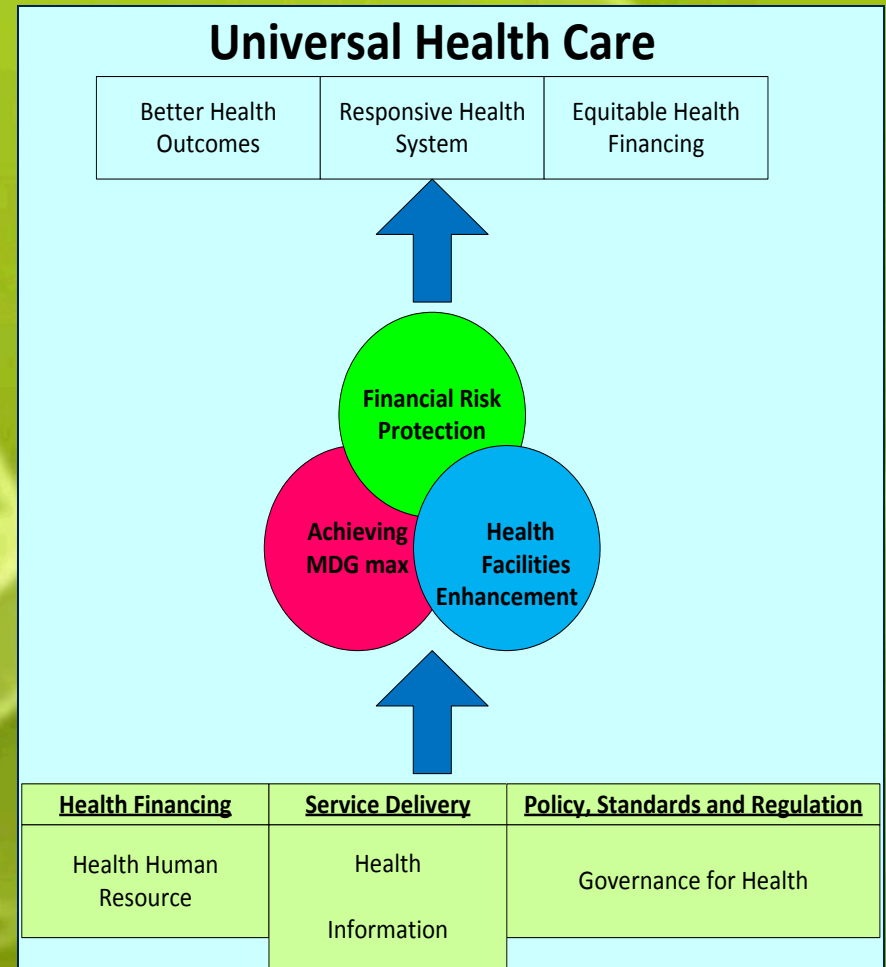 Universal Health Care
Better Health
Outcomes
Responsive Health
System
Equitable Health
Financing
Financial Risk
Protection
Achieving
MDG max
Health
Facilities
Enhancement
Health Financing
Service Delivery
Policy, Standards and Regulation
Health Human
Resource
Health
Information
Governance for Health